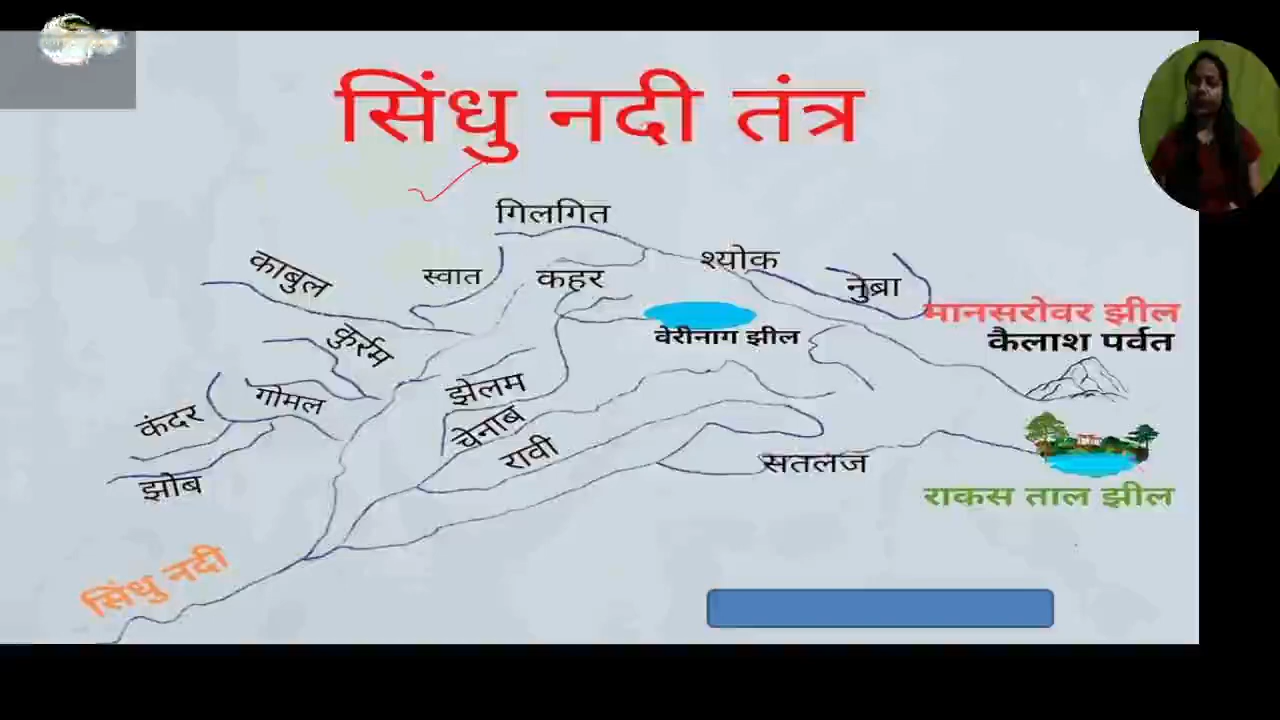 सिंधु नदी तंत्र
गिलगित
काबुल
स्वात
कहर
श्योक
नुब्रा
मानसरोवर झील
वेरीनाग झील
कैलाश पर्वत
कुर्रम
झेलम
गोमल
कंदर
चेनाब
रावी
सतलज
झोब
राकस ताल झील
सिंधु नदी